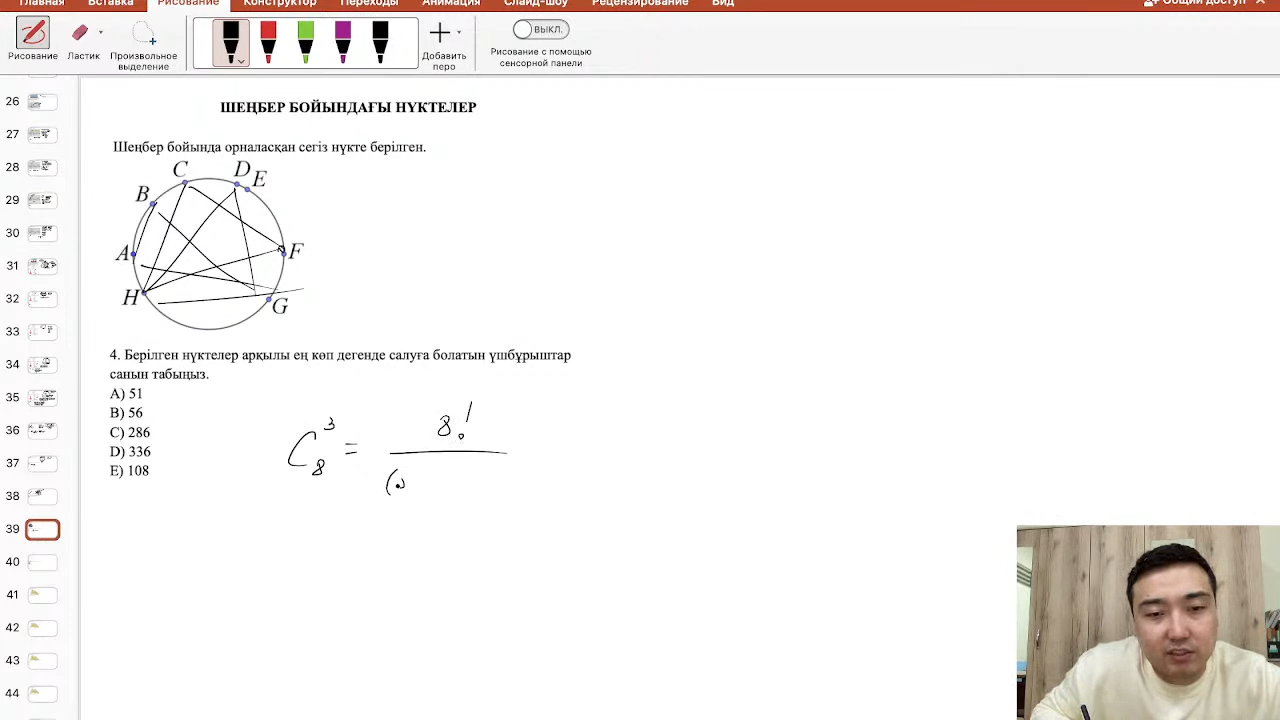 Главная Вставка Рисование Конструктор Переходы Анимация Слайд-шоу Рецензирование Вид Общий доступ
ВЫКЛ.
Рисование Ластик Произвольное выделение Добавить перо Рисование с помощью сенсорной панели
26
27
28
29
30
31
32
33
34
35
36
37
38
39
40
41
42
43
44
ШЕҢБЕР БОЙЫНДАҒЫ НҮКТЕЛЕР
Шеңбер бойында орналасқан сегіз нүкте берілген.
C D E
B
A F
H G
4. Берілген нүктелер арқылы ең көп дегенде салуға болатын үшбұрыштар
санын табыңыз.
A) 51
B) 56
C) 286
D) 336
E) 108
C₈³ = 8!
(